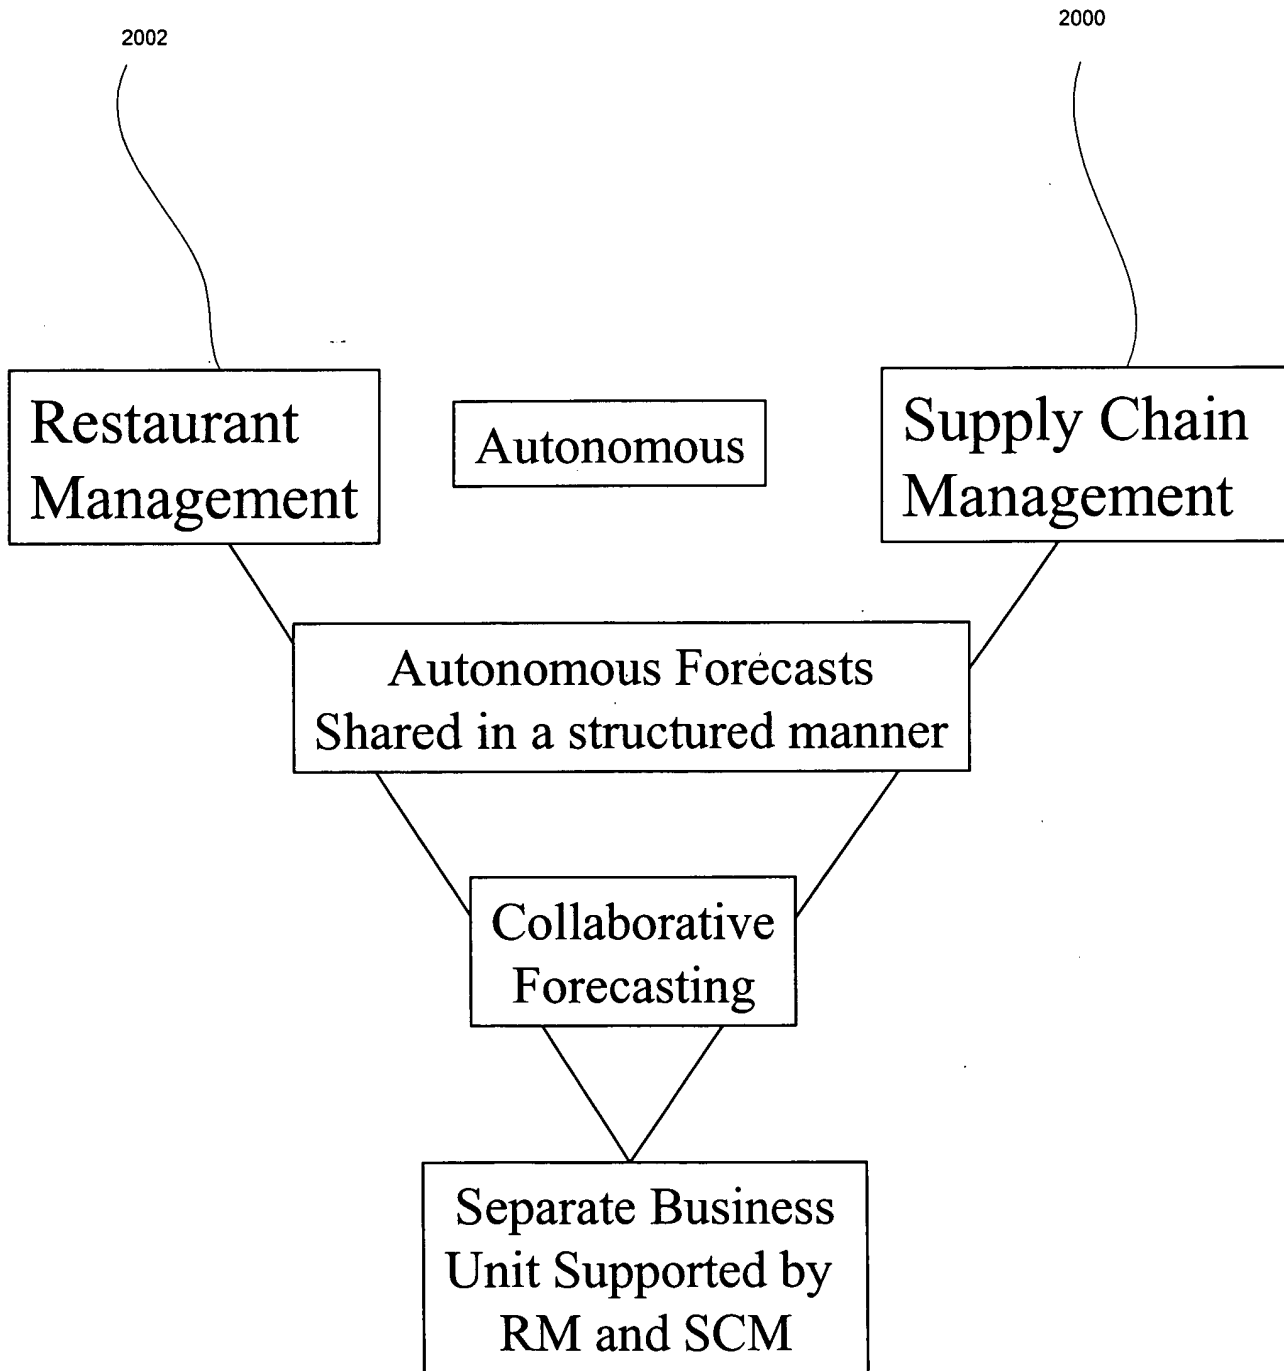 2002
2000
Restaurant
Management
Autonomous
Supply Chain
Management
Autonomous Forecasts
Shared in a structured manner
Collaborative
Forecasting
Separate Business
Unit Supported by
RM and SCM